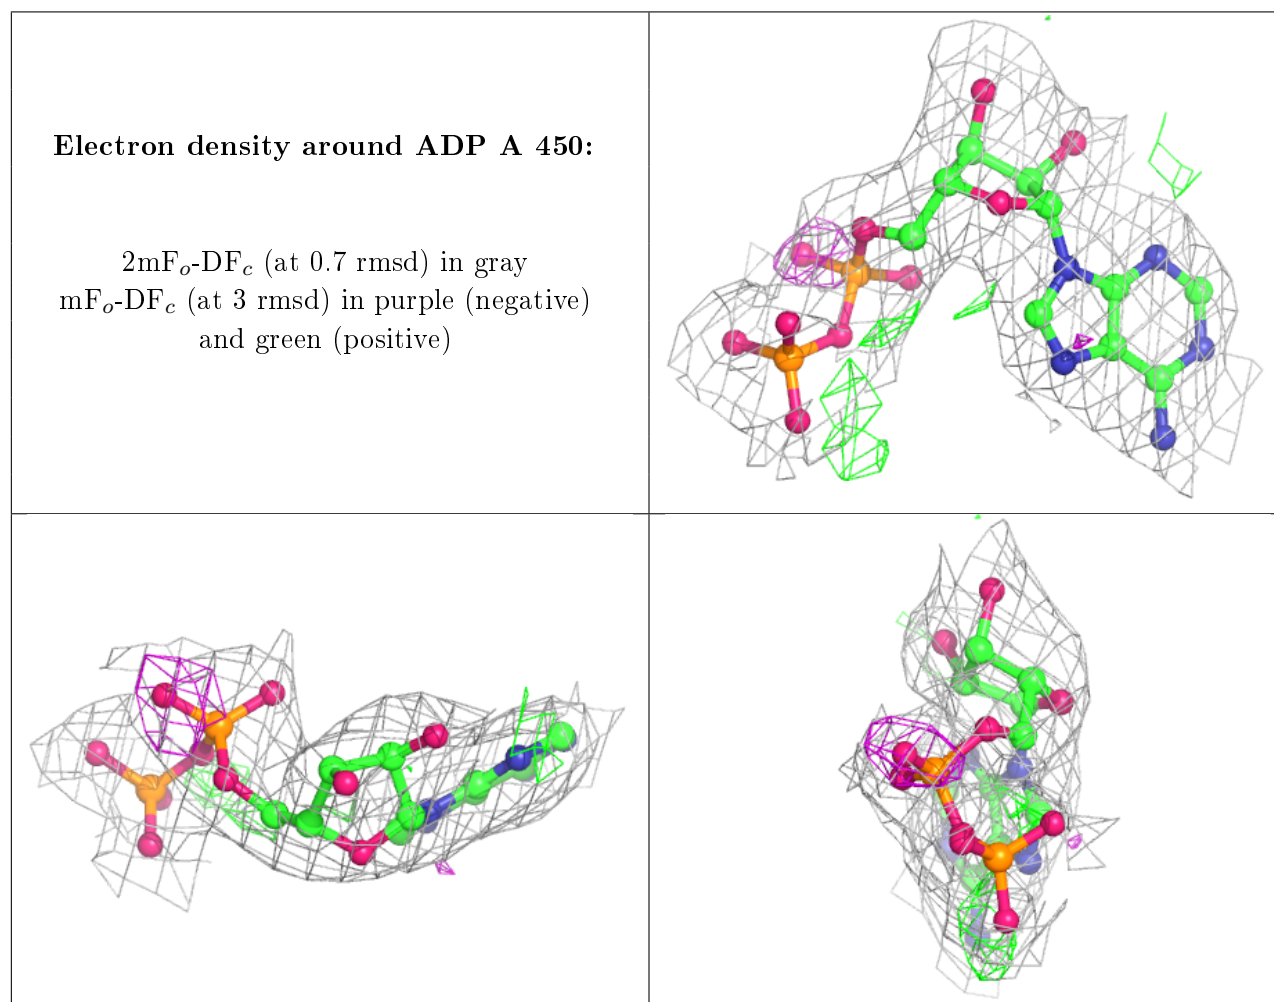 Electron density around ADP A 450:
2mFo-DFc (at 0.7 rmsd) in gray
mFo-DFc (at 3 rmsd) in purple (negative)
and green (positive)